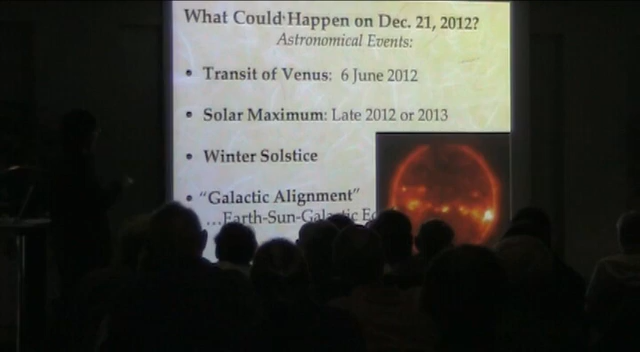 What Could Happen on Dec. 21, 2012?
Astronomical Events:
• Transit of Venus: 6 June 2012
• Solar Maximum: Late 2012 or 2013
• Winter Solstice
• “Galactic Alignment”
...Earth-Sun-Galactic